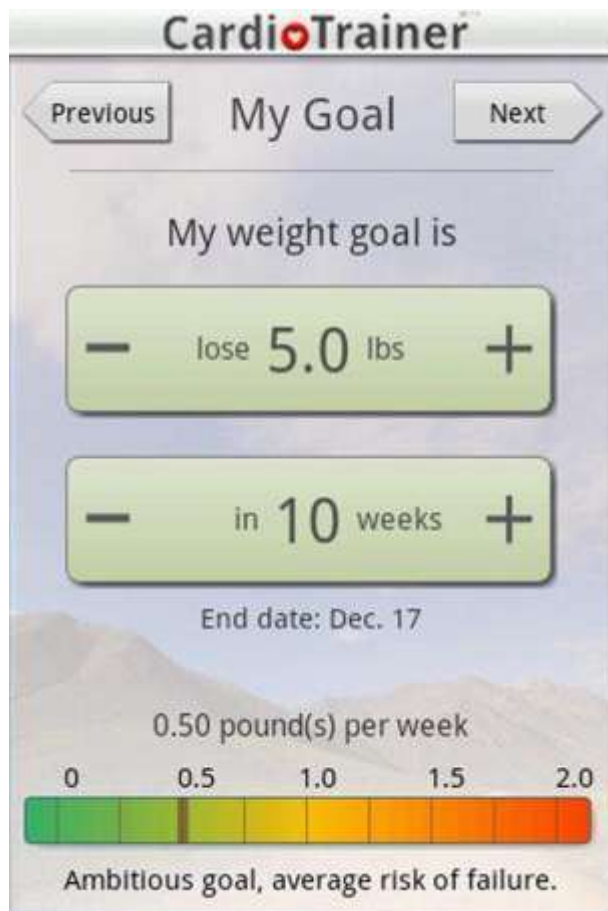 CardioTrainer
Previous My Goal Next
My weight goal is
− lose 5.0 lbs +
− in 10 weeks +
End date: Dec. 17
0.50 pound(s) per week
0 0.5 1.0 1.5 2.0
Ambitious goal, average risk of failure.